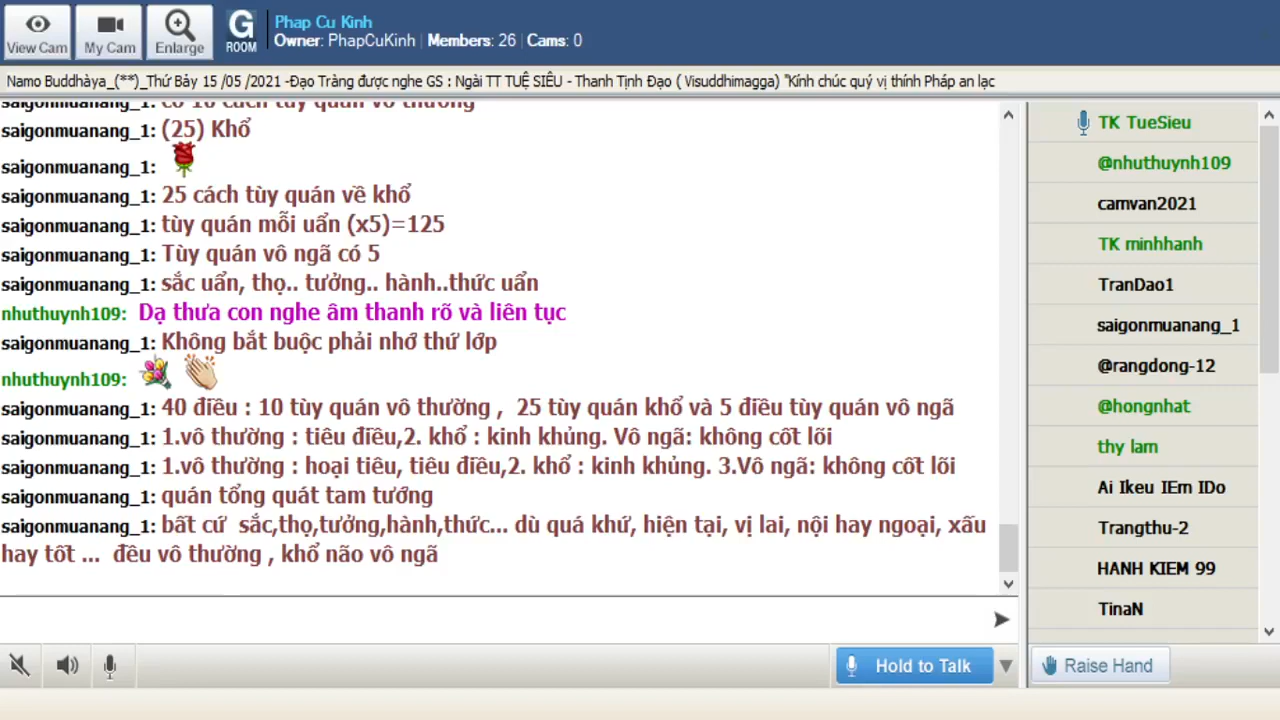 View Cam
My Cam
Enlarge
G
ROOM
Phap Cu Kinh
Owner: PhapCuKinh | Members: 26 | Cams: 0
Namo Buddhàya_(**)_Thứ Bảy 15 /05 /2021 -Đạo Tràng được nghe GS : Ngài TT TUỆ SIÊU - Thanh Tịnh Đạo ( Visuddhimagga) "Kính chúc quý vị thính Pháp an lạc
saigonmuanang_1: có 10 cách tùy quán vô thường
saigonmuanang_1: (25) Khổ
saigonmuanang_1:
saigonmuanang_1: 25 cách tùy quán về khổ
saigonmuanang_1: tùy quán mỗi uẩn (x5)=125
saigonmuanang_1: Tùy quán vô ngã có 5
saigonmuanang_1: sắc uẩn, thọ.. tưởng.. hành..thức uẩn
nhuthuynh109: Dạ thưa con nghe âm thanh rõ và liên tục
saigonmuanang_1: Không bắt buộc phải nhớ thứ lớp
nhuthuynh109:
saigonmuanang_1: 40 điều : 10 tùy quán vô thường , 25 tùy quán khổ và 5 điều tùy quán vô ngã
saigonmuanang_1: 1.vô thường : tiêu điều,2. khổ : kinh khủng. Vô ngã: không cốt lõi
saigonmuanang_1: 1.vô thường : hoại tiêu, tiêu điều,2. khổ : kinh khủng. 3.Vô ngã: không cốt lõi
saigonmuanang_1: quán tổng quát tam tướng
saigonmuanang_1: bất cứ sắc,thọ,tưởng,hành,thức... dù quá khứ, hiện tại, vị lai, nội hay ngoại, xấu
hay tốt ... đều vô thường , khổ não vô ngã
TK TueSieu
@nhuthuynh109
camvan2021
TK minhhanh
TranDao1
saigonmuanang_1
@rangdong-12
@hongnhat
thy lam
Ai Ikeu IEm IDo
Trangthu-2
HANH KIEM 99
TinaN
Hold to Talk
Raise Hand